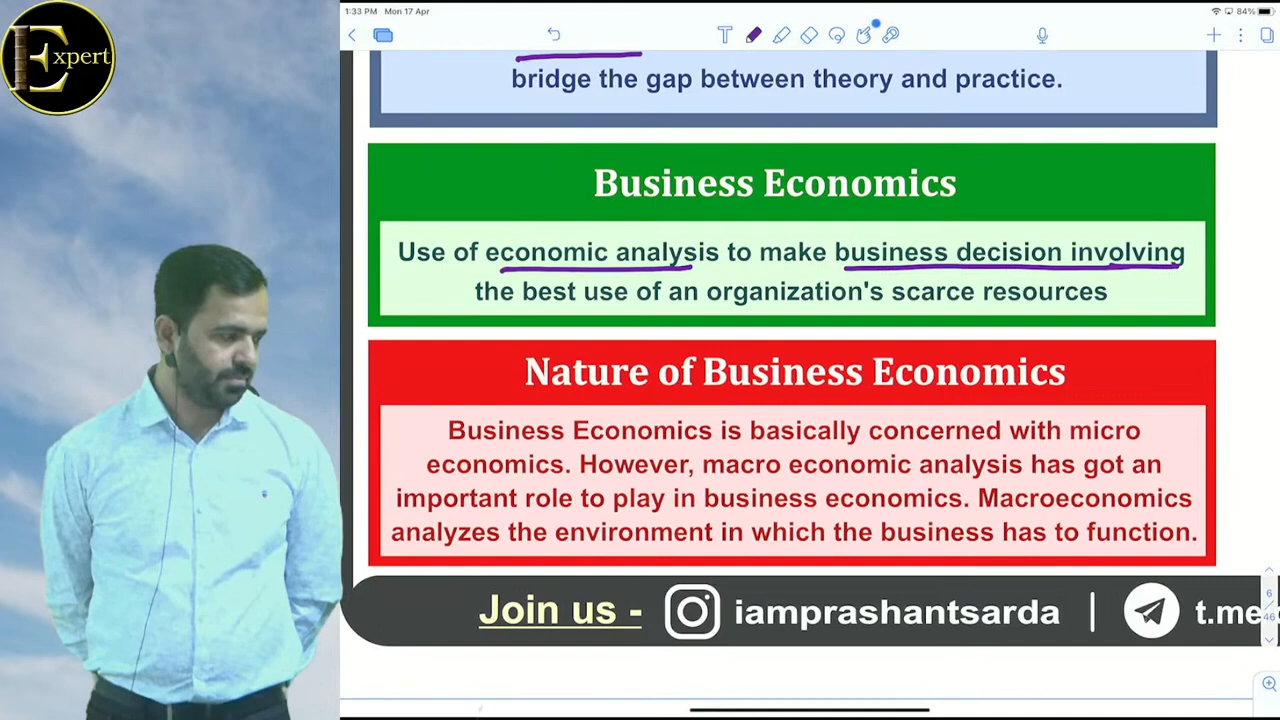 1:33 PM Mon 17 Apr
84%
Expert
bridge the gap between theory and practice.
Business Economics
Use of economic analysis to make business decision involving
the best use of an organization's scarce resources
Nature of Business Economics
Business Economics is basically concerned with micro
economics. However, macro economic analysis has got an
important role to play in business economics. Macroeconomics
analyzes the environment in which the business has to function.
6
46
Join us - iamprashantsarda | t.me